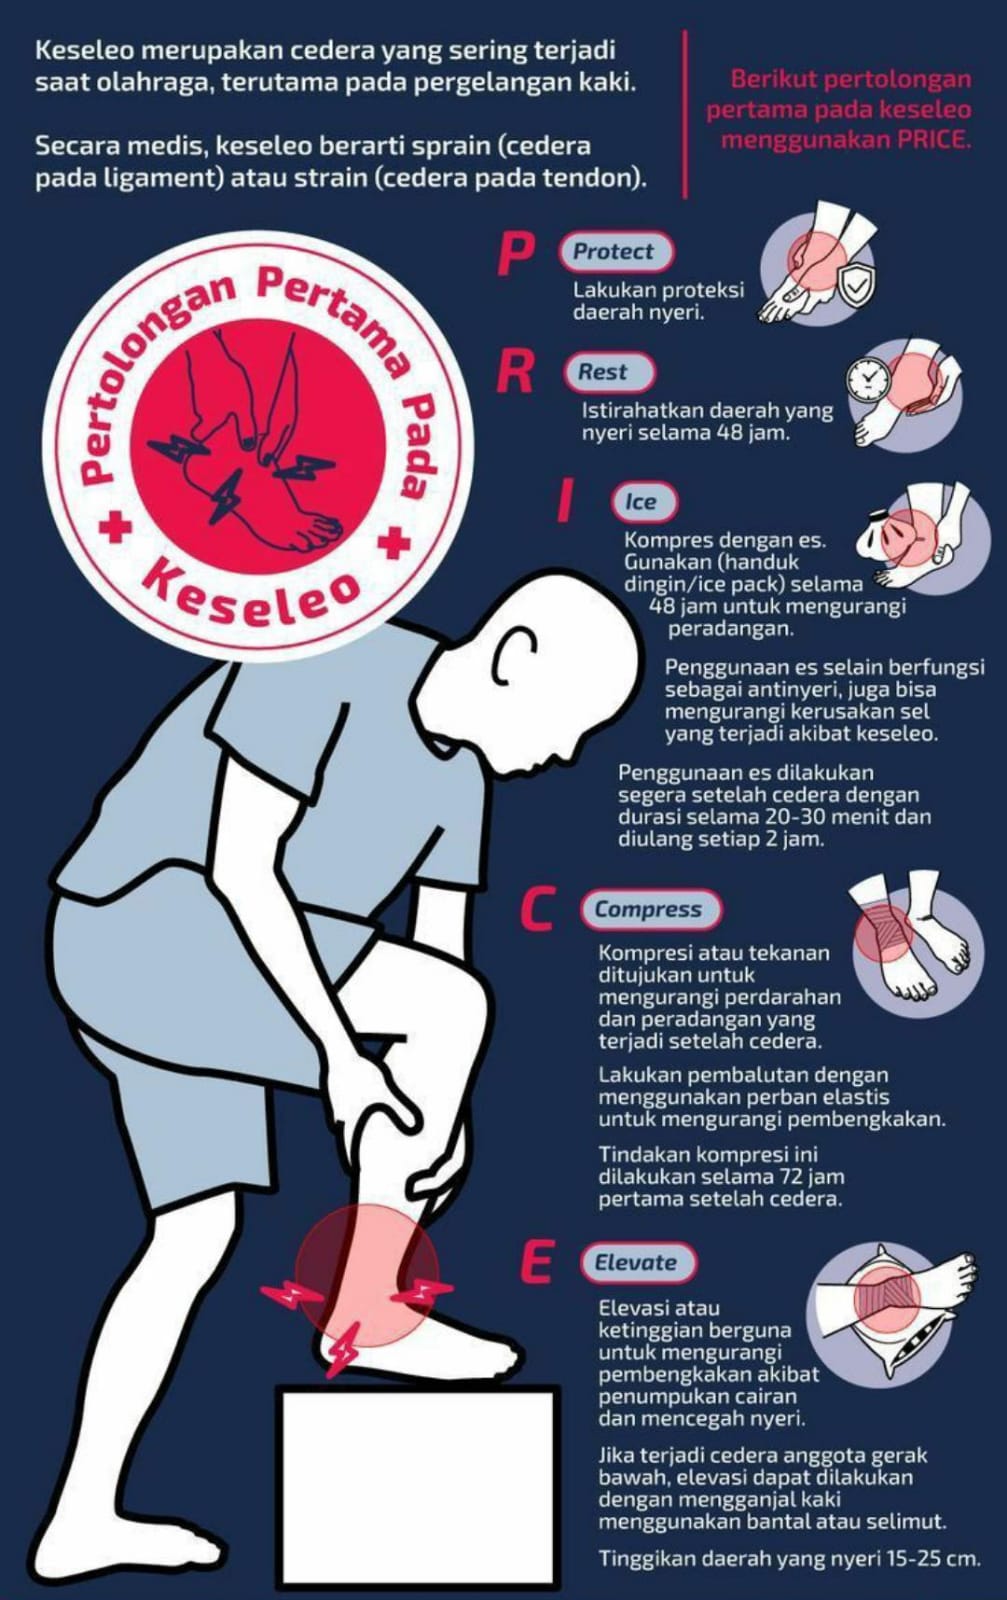 Keseleo merupakan cedera yang sering terjadi
saat olahraga, terutama pada pergelangan kaki.
Secara medis, keseleo berarti sprain (cedera
pada ligament) atau strain (cedera pada tendon).
Berikut pertolongan
pertama pada keseleo
menggunakan PRICE.
Pertolongan Pertama Pada
Keseleo
P Protect
Lakukan proteksi
daerah nyeri.
R Rest
Istirahatkan daerah yang
nyeri selama 48 jam.
I Ice
Kompres dengan es.
Gunakan (handuk
dingin/ice pack) selama
48 jam untuk mengurangi
peradangan.
Penggunaan es selain berfungsi
sebagai antinyeri, juga bisa
mengurangi kerusakan sel
yang terjadi akibat keseleo.
Penggunaan es dilakukan
segera setelah cedera dengan
durasi selama 20-30 menit dan
diulang setiap 2 jam.
C Compress
Kompresi atau tekanan
ditujukan untuk
mengurangi perdarahan
dan peradangan yang
terjadi setelah cedera.
Lakukan pembalutan dengan
menggunakan perban elastis
untuk mengurangi pembengkakan.
Tindakan kompresi ini
dilakukan selama 72 jam
pertama setelah cedera.
E Elevate
Elevasi atau
ketinggian berguna
untuk mengurangi
pembengkakan akibat
penumpukan cairan
dan mencegah nyeri.
Jika terjadi cedera anggota gerak
bawah, elevasi dapat dilakukan
dengan mengganjal kaki
menggunakan bantal atau selimut.
Tinggikan daerah yang nyeri 15-25 cm.